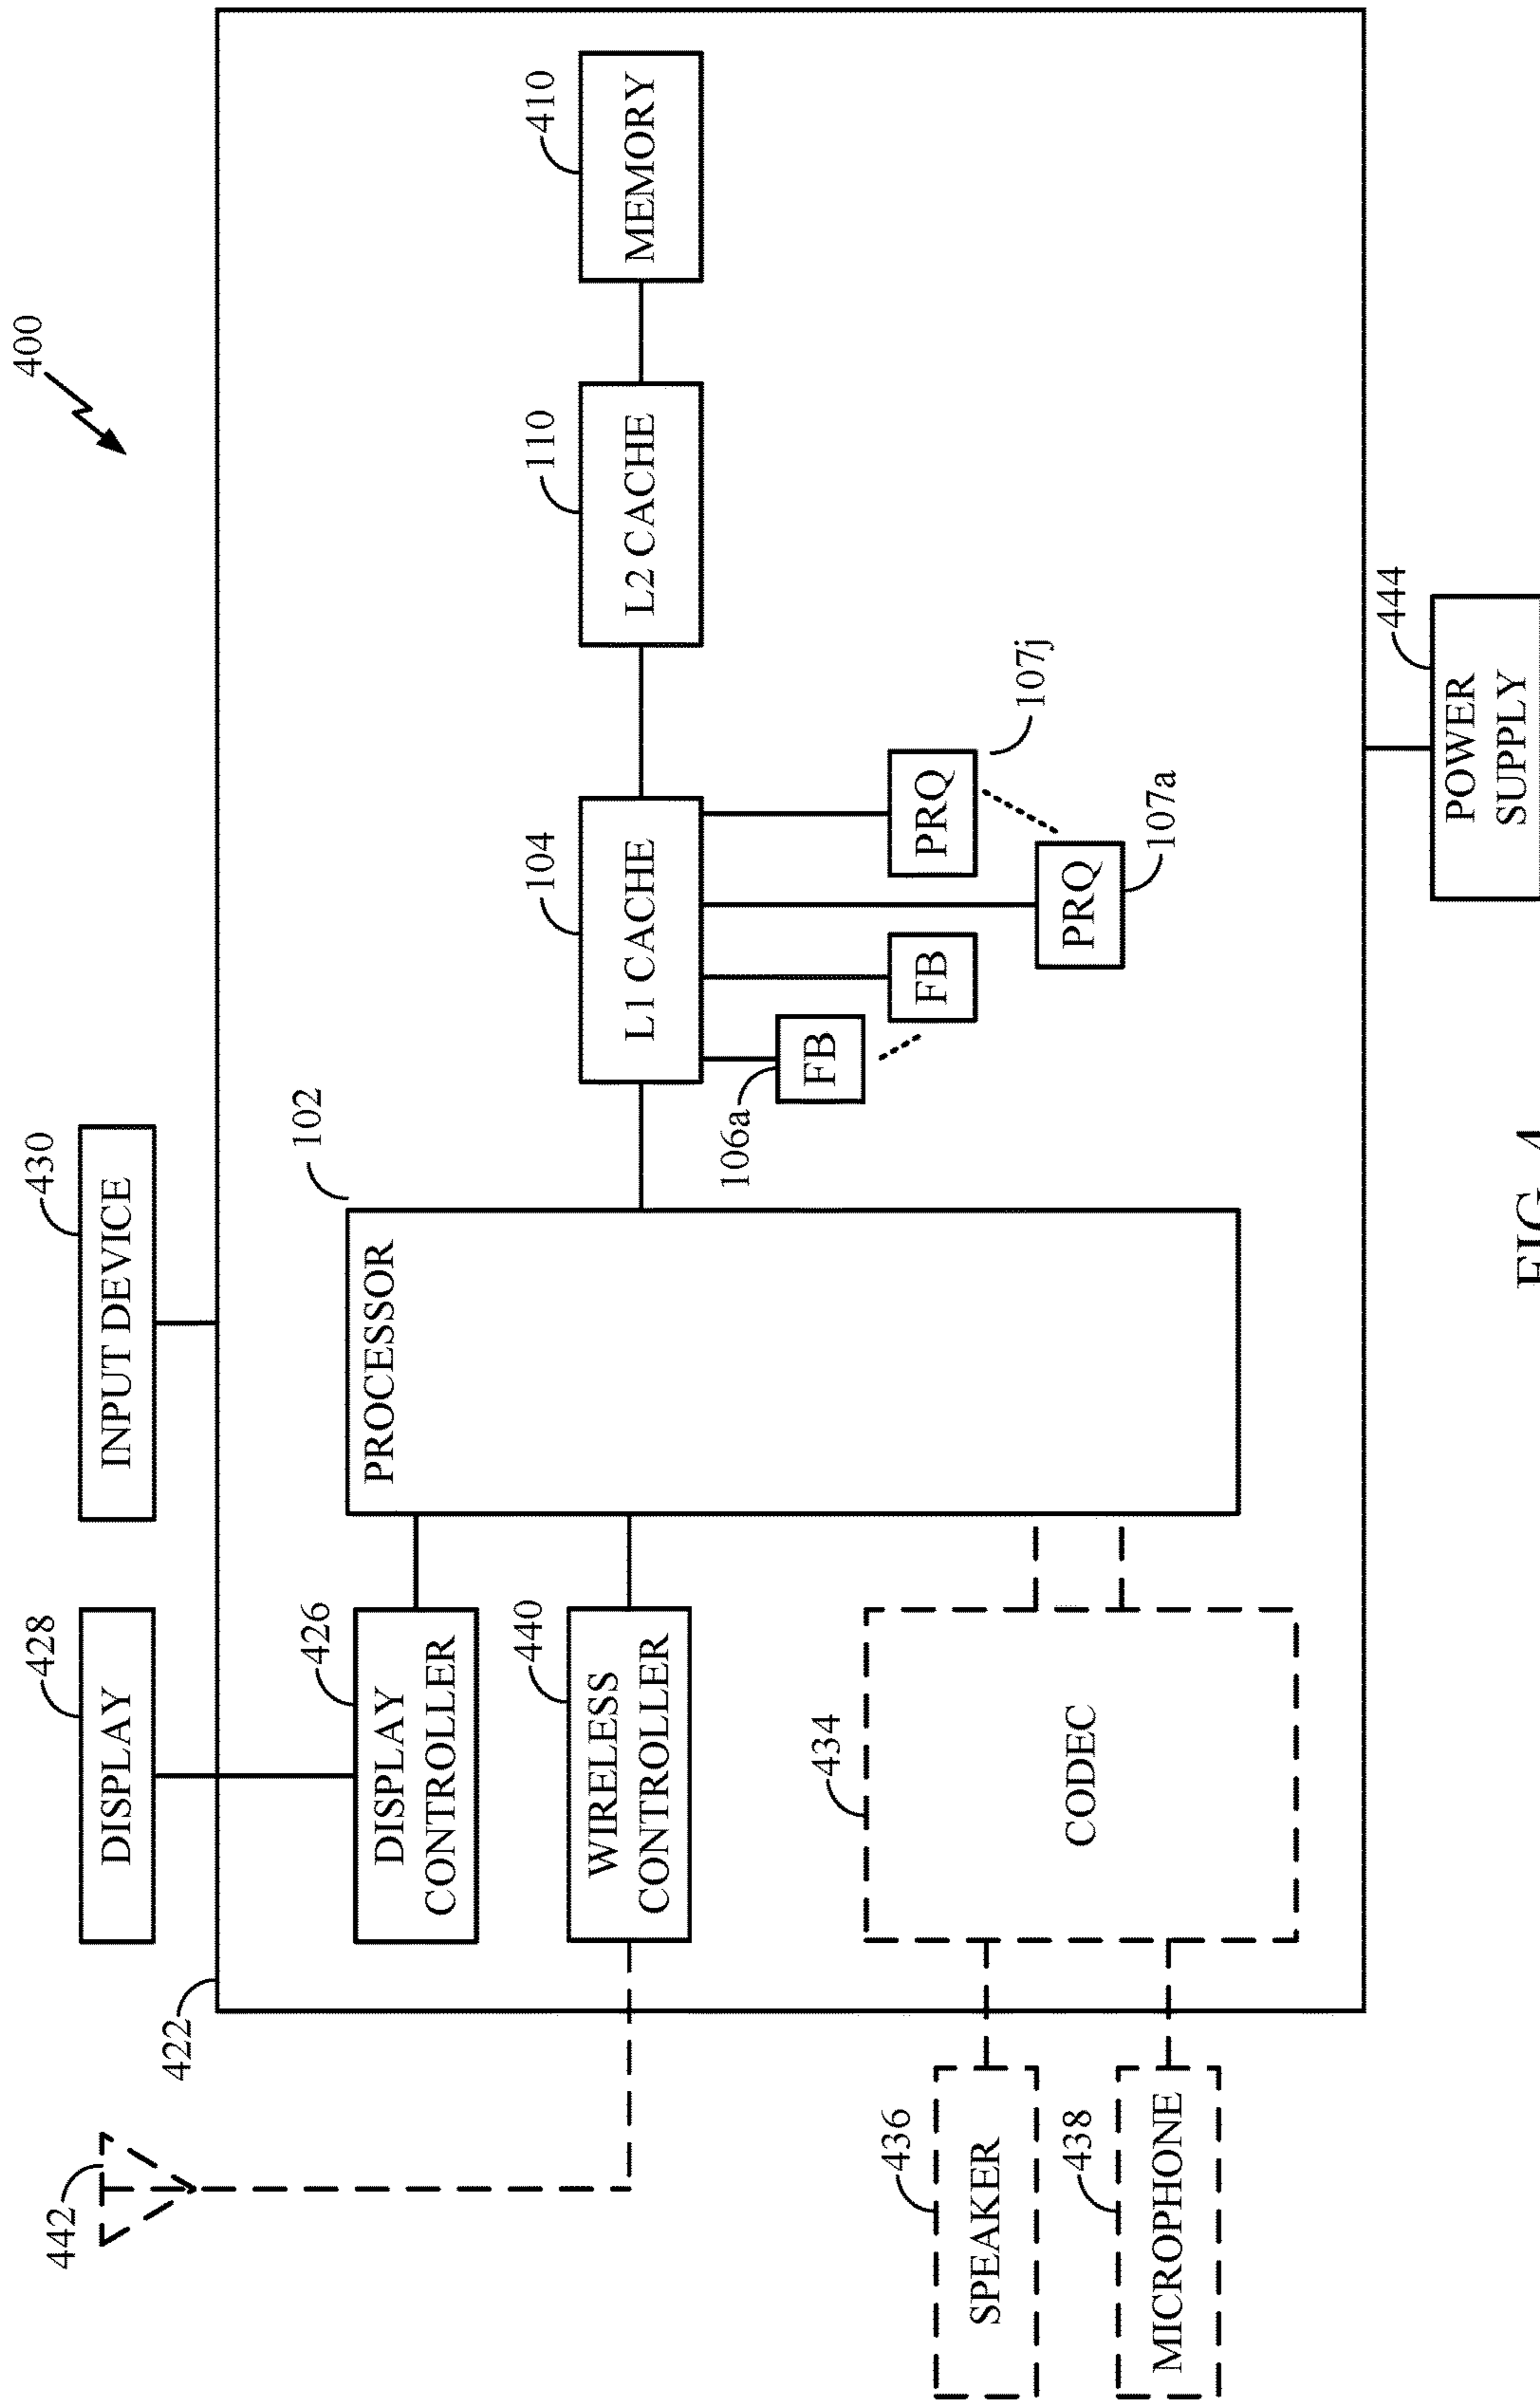 400
442
422
DISPLAY
428
INPUT DEVICE
430
DISPLAY
CONTROLLER
426
WIRELESS
CONTROLLER
440
PROCESSOR
102
L1 CACHE
104
L2 CACHE
110
MEMORY
410
106a
FB
FB
PRQ
107j
PRQ
107a
434
CODEC
SPEAKER
436
MICROPHONE
438
POWER
SUPPLY
444
FIG. 4